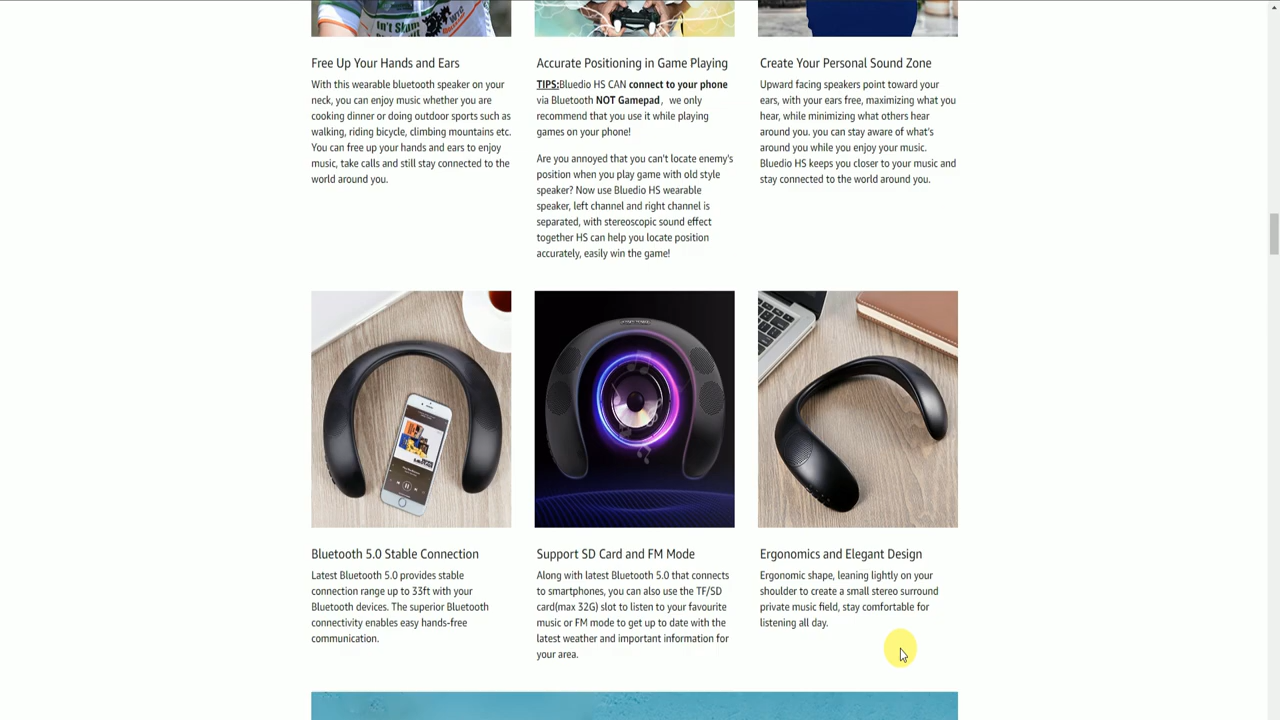 Free Up Your Hands and Ears
With this wearable bluetooth speaker on your
neck, you can enjoy music whether you are
cooking dinner or doing outdoor sports such as
walking, riding bicycle, climbing mountains etc.
You can free up your hands and ears to enjoy
music, take calls and still stay connected to the
world around you.
Accurate Positioning in Game Playing
TIPS:Bluedio HS CAN connect to your phone
via Bluetooth NOT Gamepad，we only
recommend that you use it while playing
games on your phone!
Are you annoyed that you can't locate enemy's
position when you play game with old style
speaker? Now use Bluedio HS wearable
speaker, left channel and right channel is
separated, with stereoscopic sound effect
together HS can help you locate position
accurately, easily win the game!
Create Your Personal Sound Zone
Upward facing speakers point toward your
ears, with your ears free, maximizing what you
hear, while minimizing what others hear
around you. you can stay aware of what's
around you while you enjoy your music.
Bluedio HS keeps you closer to your music and
stay connected to the world around you.
Bluetooth 5.0 Stable Connection
Latest Bluetooth 5.0 provides stable
connection range up to 33ft with your
Bluetooth devices. The superior Bluetooth
connectivity enables easy hands-free
communication.
Support SD Card and FM Mode
Along with latest Bluetooth 5.0 that connects
to smartphones, you can also use the TF/SD
card(max 32G) slot to listen to your favourite
music or FM mode to get up to date with the
latest weather and important information for
your area.
Ergonomics and Elegant Design
Ergonomic shape, leaning lightly on your
shoulder to create a small stereo surround
private music field, stay comfortable for
listening all day.